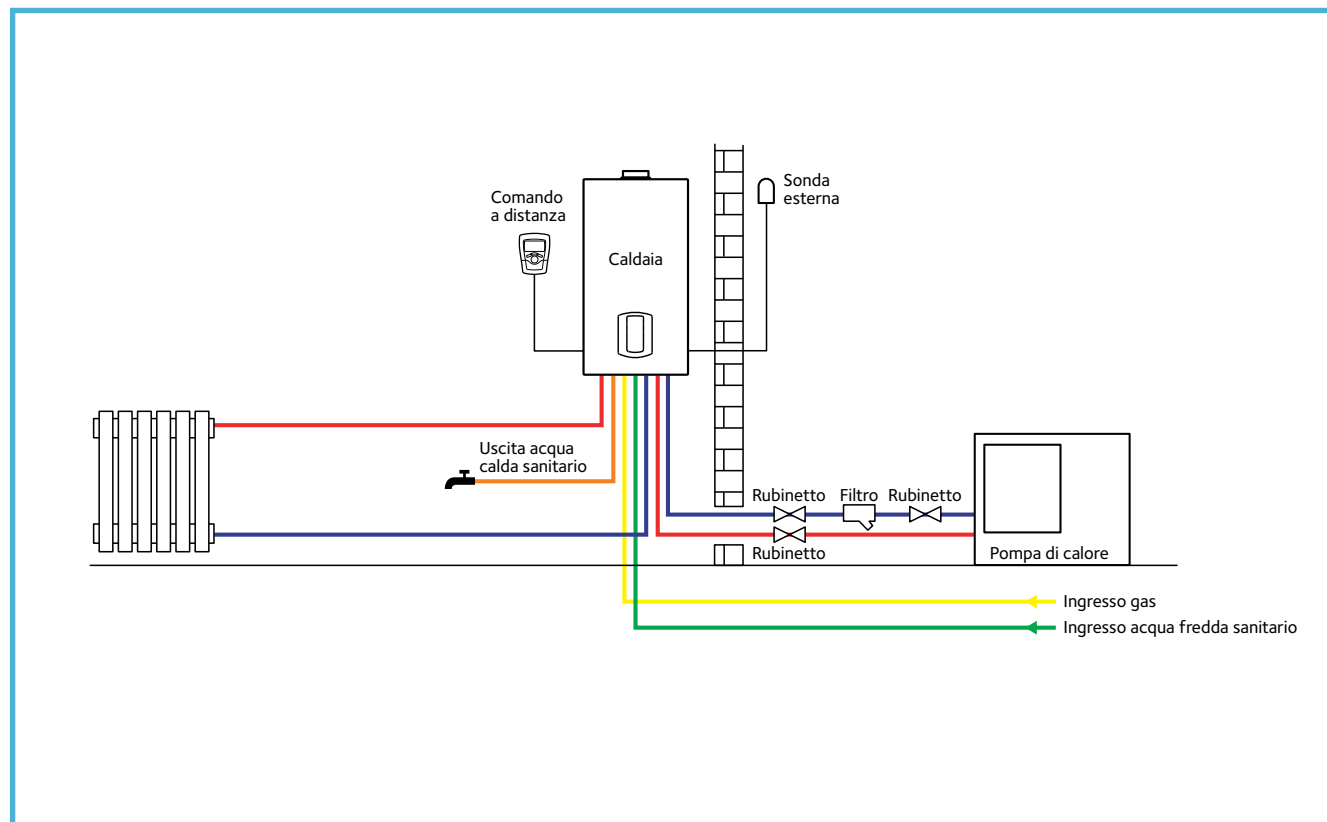 Comando
a distanza
Caldaia
Sonda
esterna
Uscita acqua
calda sanitario
Rubinetto
Filtro
Rubinetto
Rubinetto
Pompa di calore
Ingresso gas
Ingresso acqua fredda sanitario